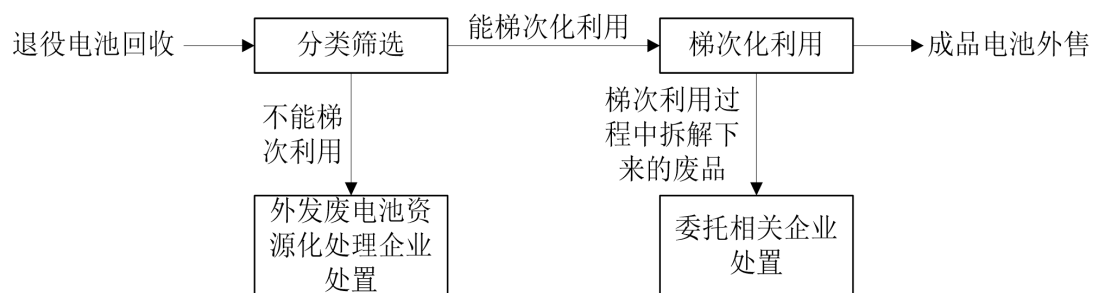 退役电池回收
分类筛选
能梯次化利用
梯次化利用
成品电池外售
不能梯
次利用
梯次利用过
程中拆解下
来的废品
外发废电池资
源化处理企业
处置
委托相关企业
处置